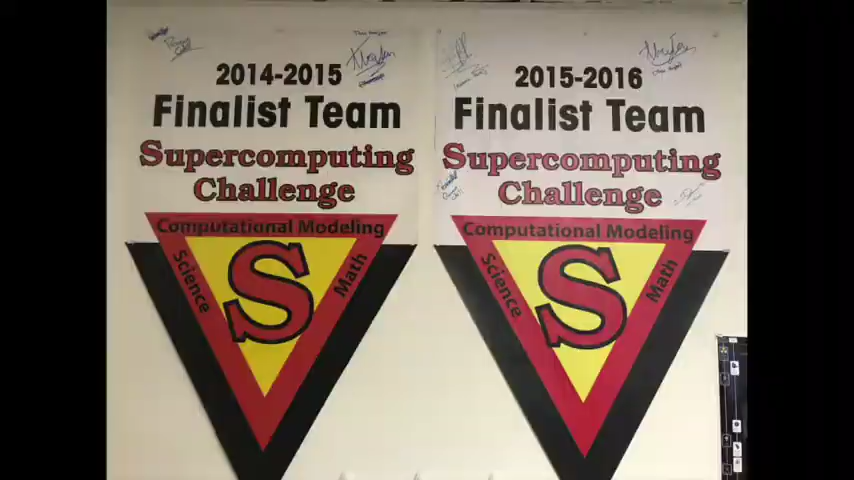 2014-2015
Finalist Team
Supercomputing
Challenge
Computational Modeling
Science
Math
S
2015-2016
Finalist Team
Supercomputing
Challenge
Computational Modeling
Science
Math
S